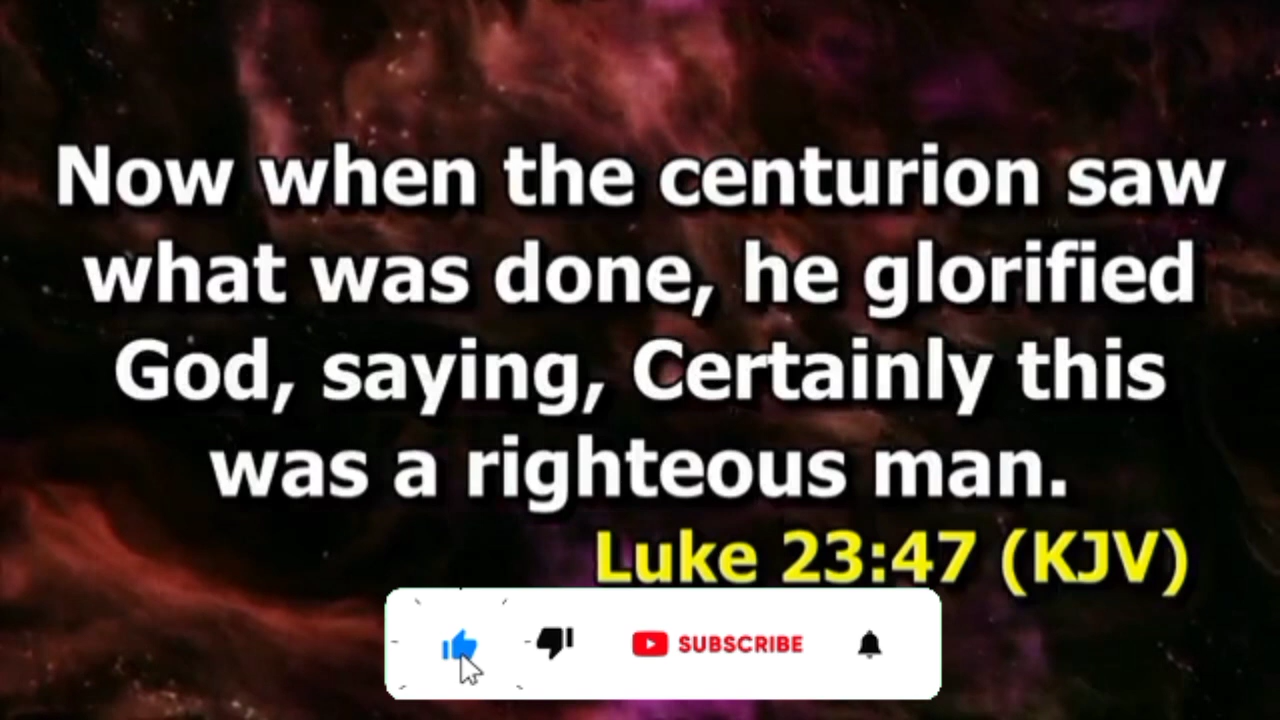 Now when the centurion saw
what was done, he glorified
God, saying, Certainly this
was a righteous man.
Luke 23:47 (KJV)
SUBSCRIBE